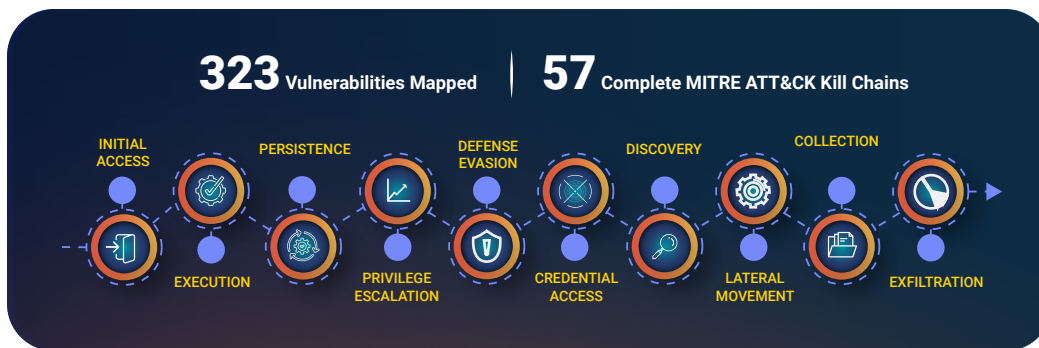 323 Vulnerabilities Mapped
57 Complete MITRE ATT&CK Kill Chains
INITIAL
ACCESS
EXECUTION
PERSISTENCE
PRIVILEGE
ESCALATION
DEFENSE
EVASION
CREDENTIAL
ACCESS
DISCOVERY
LATERAL
MOVEMENT
COLLECTION
EXFILTRATION